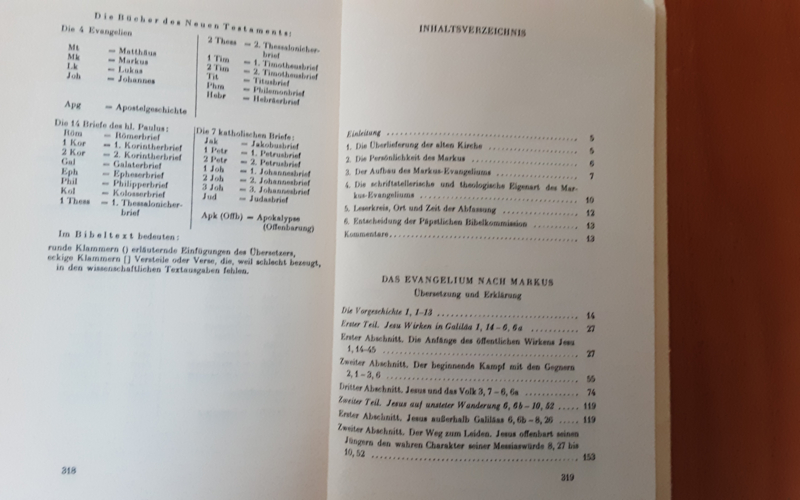 Die Bücher des Neuen Testaments:
Die 4 Evangelien
Mt = Matthäus
Mk = Markus
Lk = Lukas
Joh = Johannes
Apg = Apostelgeschichte
Die 14 Briefe des hl. Paulus:
Röm = Römerbrief
1 Kor = 1. Korintherbrief
2 Kor = 2. Korintherbrief
Gal = Galaterbrief
Eph = Epheserbrief
Phil = Philipperbrief
Kol = Kolosserbrief
1 Thess = 1. Thessalonicher-
brief
2 Thess = 2. Thessalonicher-
brief
1 Tim = 1. Timotheusbrief
2 Tim = 2. Timotheusbrief
Tit = Titusbrief
Phm = Philemonbrief
Hebr = Hebräerbrief
Die 7 katholischen Briefe:
Jak = Jakobusbrief
1 Petr = 1. Petrusbrief
2 Petr = 2. Petrusbrief
1 Joh = 1. Johannesbrief
2 Joh = 2. Johannesbrief
3 Joh = 3. Johannesbrief
Jud = Judasbrief
Apk (Offb) = Apokalypse
(Offenbarung)
Im Bibeltext bedeuten:
runde Klammern () erläuternde Einfügungen des Übersetzers,
eckige Klammern [] Versteile oder Verse, die, weil schlecht bezeugt,
in den wissenschaftlichen Textausgaben fehlen.
318
INHALTSVERZEICHNIS
Einleitung 5
1. Die Überlieferung der alten Kirche 5
2. Die Persönlichkeit des Markus 6
3. Der Aufbau des Markus-Evangeliums 7
4. Die schriftstellerische und theologische Eigenart des Mar-
kus-Evangeliums 10
5. Leserkreis, Ort und Zeit der Abfassung 12
6. Entscheidung der Päpstlichen Bibelkommission 13
Kommentare 13
DAS EVANGELIUM NACH MARKUS
Übersetzung und Erklärung
Die Vorgeschichte 1, 1–13 14
Erster Teil. Jesu Wirken in Galiläa 1, 14–6, 6a 27
Erster Abschnitt. Die Anfänge des öffentlichen Wirkens Jesu
1, 14–45 27
Zweiter Abschnitt. Der beginnende Kampf mit den Gegnern
2, 1–3, 6 55
Dritter Abschnitt. Jesus und das Volk 3, 7–6, 6a 74
Zweiter Teil. Jesus auf unsteter Wanderung 6, 6b–10, 52 119
Erster Abschnitt. Jesus außerhalb Galiläas 6, 6b–8, 26 119
Zweiter Abschnitt. Der Weg zum Leiden. Jesus offenbart seinen
Jüngern den wahren Charakter seiner Messiaswürde 8, 27 bis
10, 52 153
319